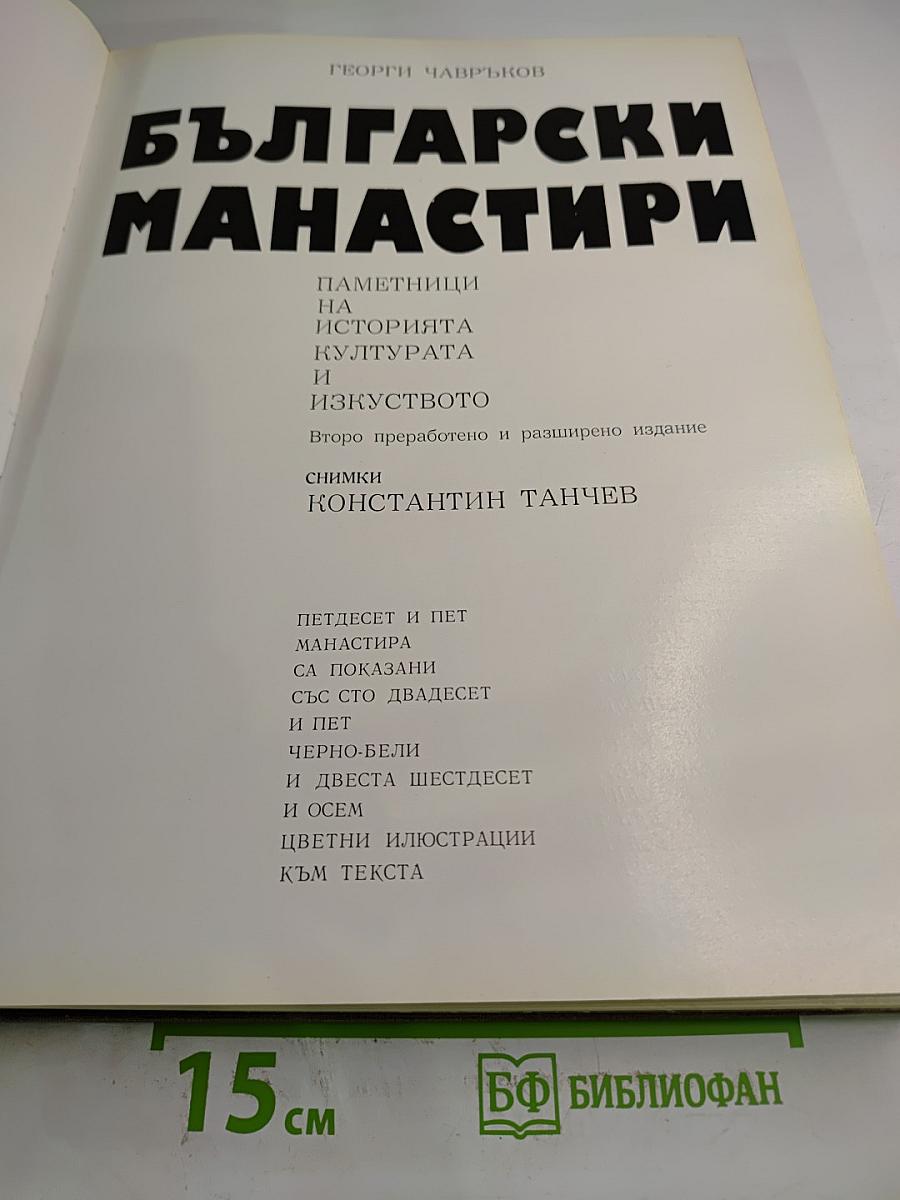 ГЕОРГИ ЧАВРЪКОВ
БЪЛГАРСКИ
МАНАСТИРИ
ПАМЕТНИЦИ
НА
ИСТОРИЯТА
КУЛТУРАТА
И
ИЗКУСТВОТО
Второ преработено и разширено издание
СНИМКИ
КОНСТАНТИН ТАНЧЕВ
ПЕТДЕСЕТ И ПЕТ
МАНАСТИРА
СА ПОКАЗАНИ
СЪС СТО ДВАДЕСЕТ
И ПЕТ
ЧЕРНО-БЕЛИ
И ДВЕСТА ШЕСТДЕСЕТ
И ОСЕМ
ЦВЕТНИ ИЛЮСТРАЦИИ
КЪМ ТЕКСТА
15 см
БФ БИБЛИОФАН